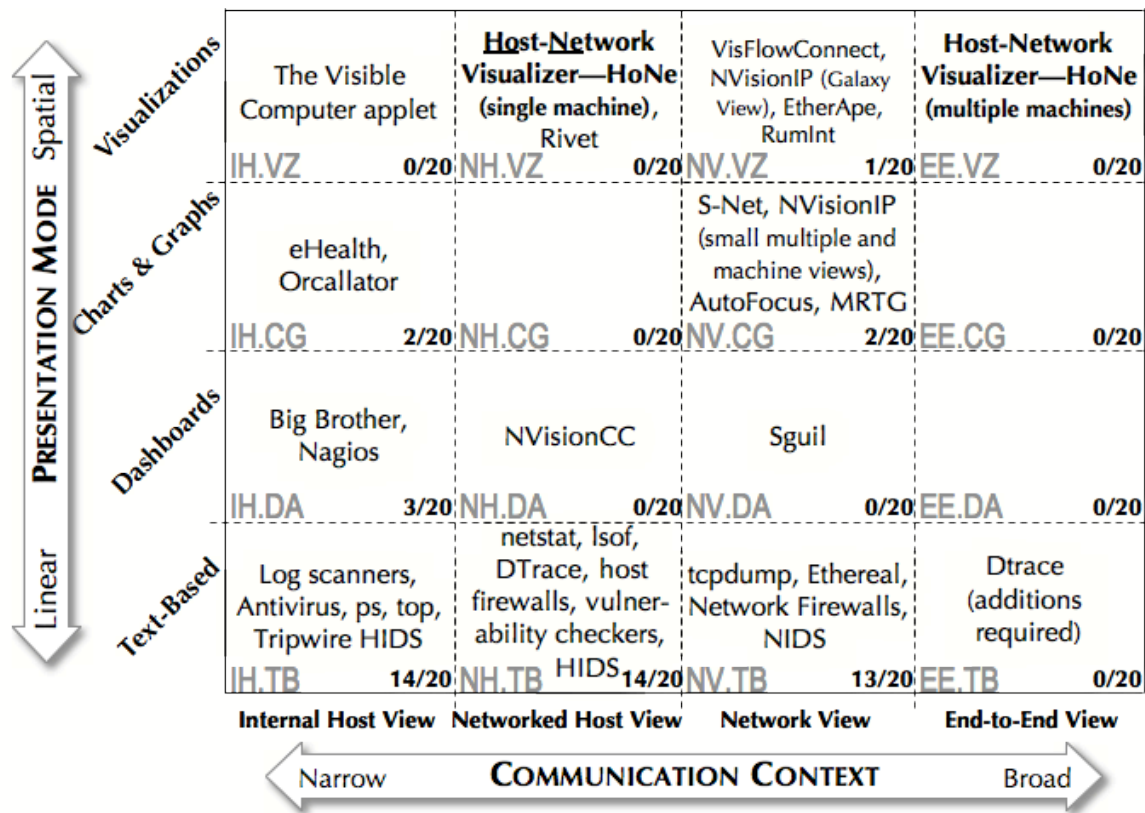 PRESENTATION MODE
Spatial
Linear
Visualizations
The Visible
Computer applet
IH.VZ 0/20
Host-Network
Visualizer—HoNe
(single machine),
Rivet
NH.VZ 0/20
VisFlowConnect,
NVisionIP (Galaxy
View), EtherApe,
RumInt
NV.VZ 1/20
Host-Network
Visualizer—HoNe
(multiple machines)
EE.VZ 0/20
Charts & Graphs
eHealth,
Orcallator
IH.CG 2/20
NH.CG 0/20
S-Net, NVisionIP
(small multiple and
machine views),
AutoFocus, MRTG
NV.CG 2/20
EE.CG 0/20
Dashboards
Big Brother,
Nagios
IH.DA 3/20
NVisionCC
NH.DA 0/20
Sguil
NV.DA 0/20
EE.DA 0/20
Text-Based
Log scanners,
Antivirus, ps, top,
Tripwire HIDS
IH.TB 14/20
netstat, lsof,
DTrace, host
firewalls, vulner-
ability checkers,
HIDS
NH.TB 14/20
tcpdump, Ethereal,
Network Firewalls,
NIDS
NV.TB 13/20
Dtrace
(additions
required)
EE.TB 0/20
Internal Host View
Networked Host View
Network View
End-to-End View
Narrow
COMMUNICATION CONTEXT
Broad